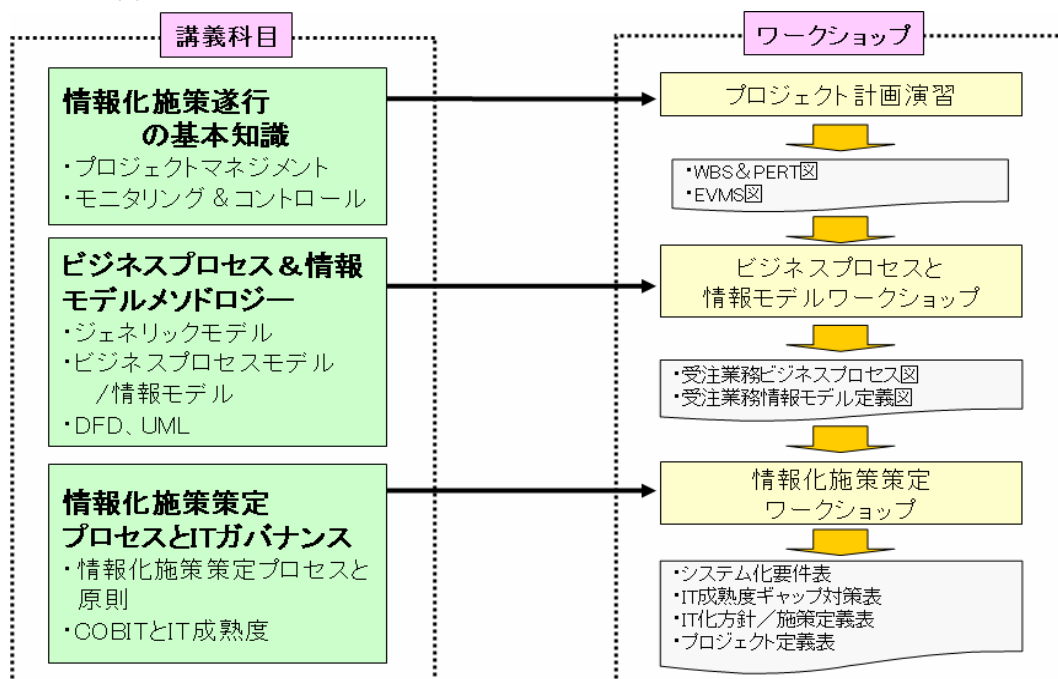 講義科目
情報化施策遂行
の基本知識
・プロジェクトマネジメント
・モニタリング&コントロール
ビジネスプロセス&情報
モデルメソドロジー
・ジェネリックモデル
・ビジネスプロセスモデル
/情報モデル
・DFD、UML
情報化施策策定
プロセスとITガバナンス
・情報化施策策定プロセスと
原則
・COBITとIT成熟度
ワークショップ
プロジェクト計画演習
・WBS&PERT図
・EVMS図
ビジネスプロセスと
情報モデルワークショップ
・受注業務ビジネスプロセス図
・受注業務情報モデル定義図
情報化施策策定
ワークショップ
・システム化要件表
・IT成熟度ギャップ対策表
・IT化方針/施策定義表
・プロジェクト定義表